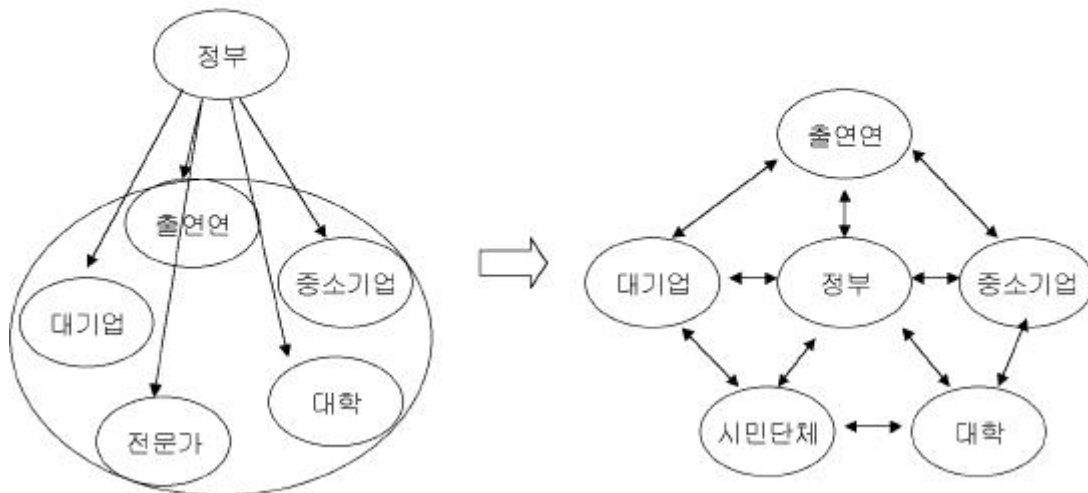 정부
출연연
중소기업
대기업
대학
전문가
출연연
대기업
정부
중소기업
시민단체
대학